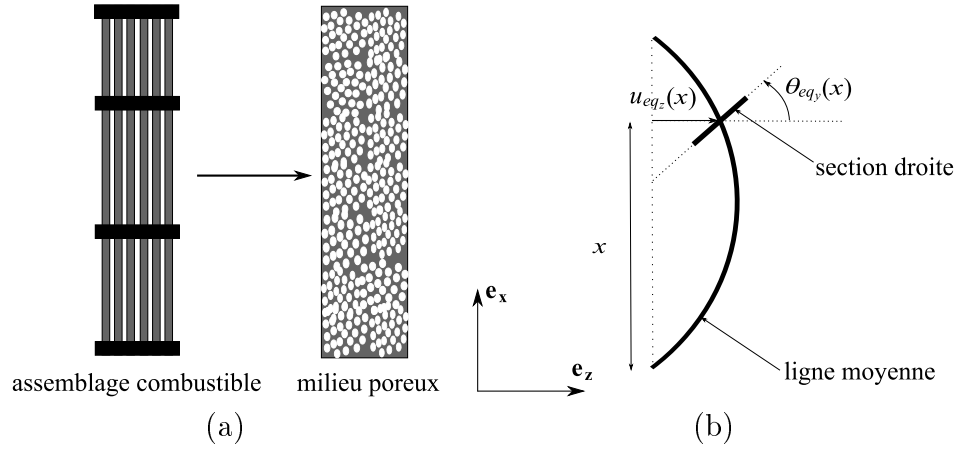 u_{eq_z}(x)
θ_{eq_y}(x)
section droite
x
e_x
e_z
ligne moyenne
assemblage combustible
milieu poreux
(a)
(b)